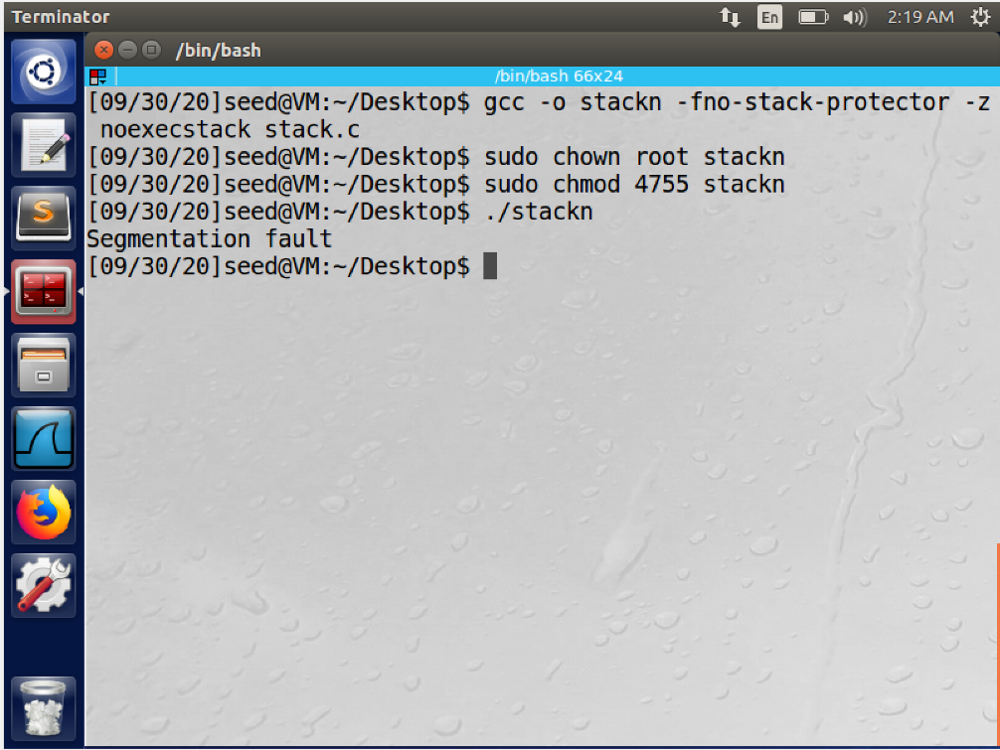 Terminator
En
2:19 AM
/bin/bash
/bin/bash 66x24
[09/30/20]seed@VM:~/Desktop$ gcc -o stackn -fno-stack-protector -z
 noexecstack stack.c
[09/30/20]seed@VM:~/Desktop$ sudo chown root stackn
[09/30/20]seed@VM:~/Desktop$ sudo chmod 4755 stackn
[09/30/20]seed@VM:~/Desktop$ ./stackn
Segmentation fault
[09/30/20]seed@VM:~/Desktop$